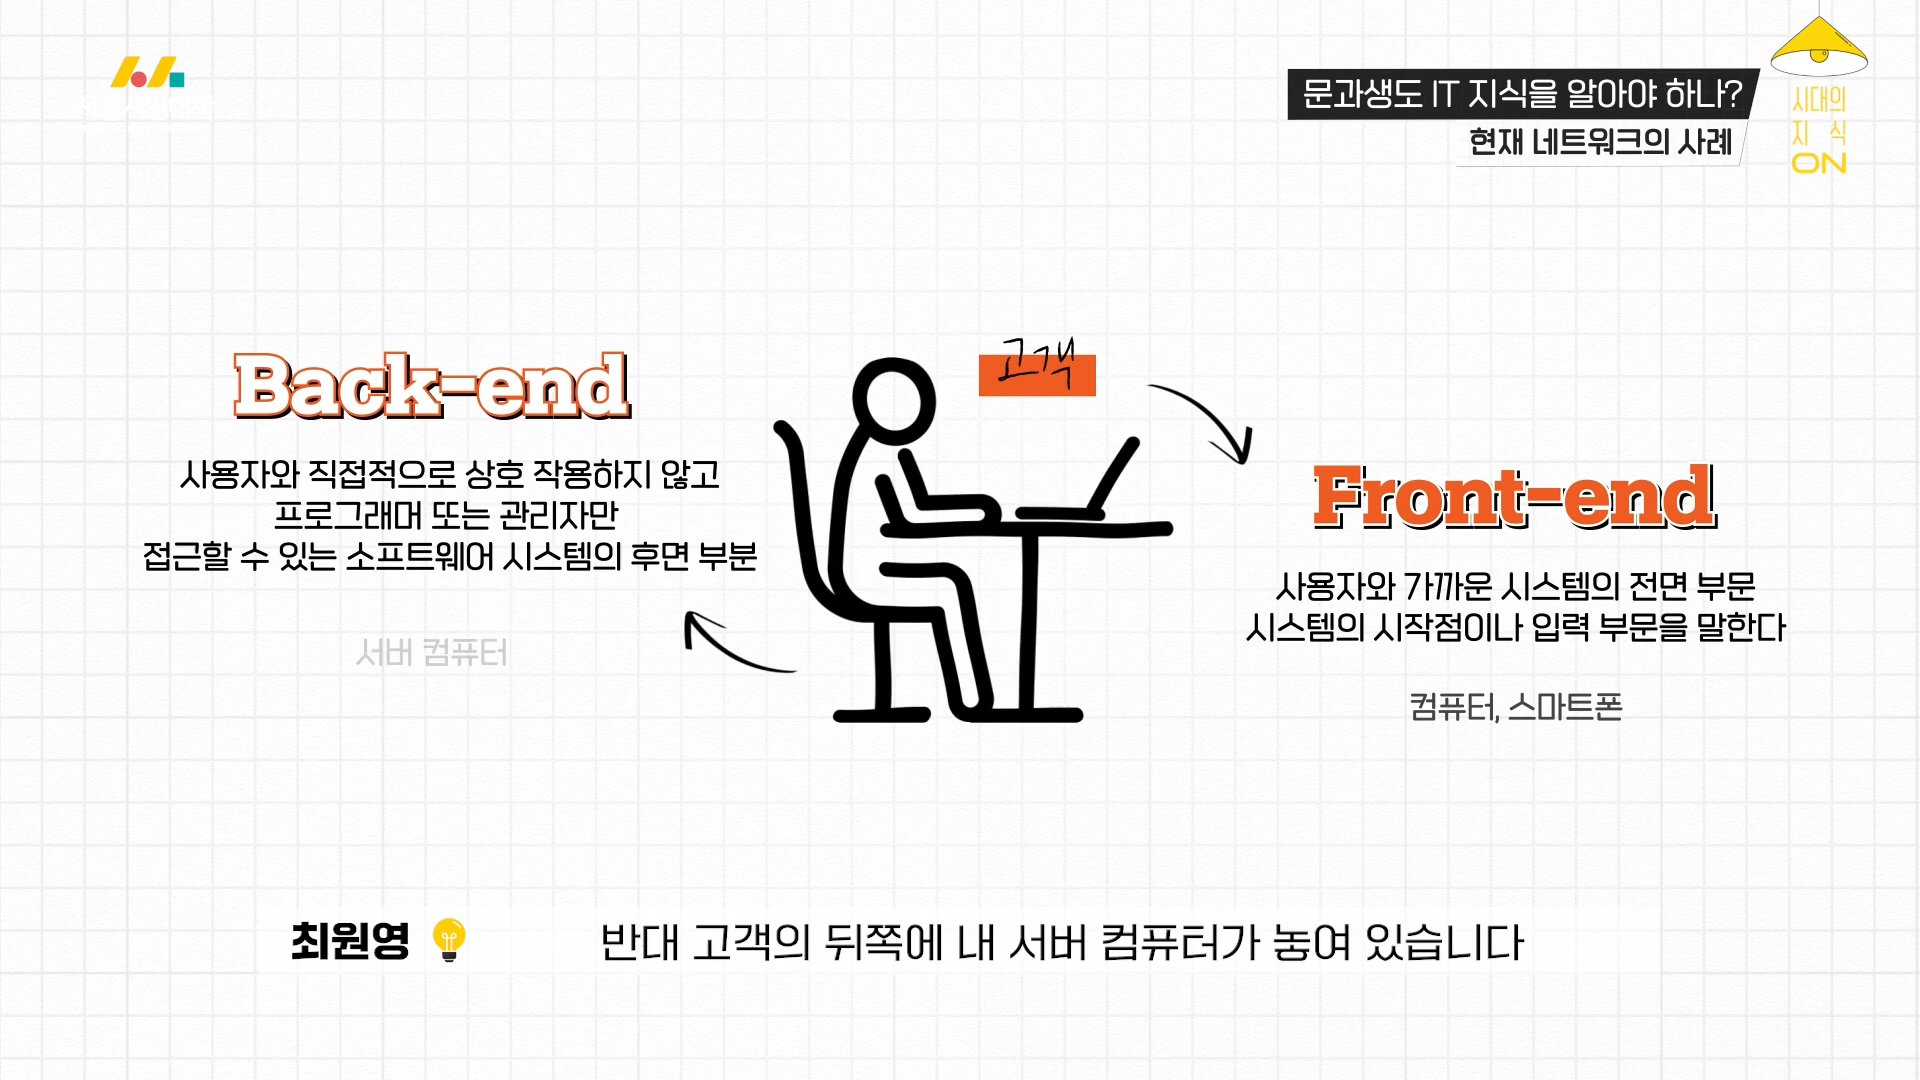 문과생도 IT 지식을 알아야 하나?
현재 네트워크의 사례
시대의
지 식
ON
Back-end
사용자와 직접적으로 상호 작용하지 않고
프로그래머 또는 관리자만
접근할 수 있는 소프트웨어 시스템의 후면 부분
서버 컴퓨터
고객
Front-end
사용자와 가까운 시스템의 전면 부문
시스템의 시작점이나 입력 부문을 말한다
컴퓨터, 스마트폰
최원영
반대 고객의 뒤쪽에 내 서버 컴퓨터가 놓여 있습니다